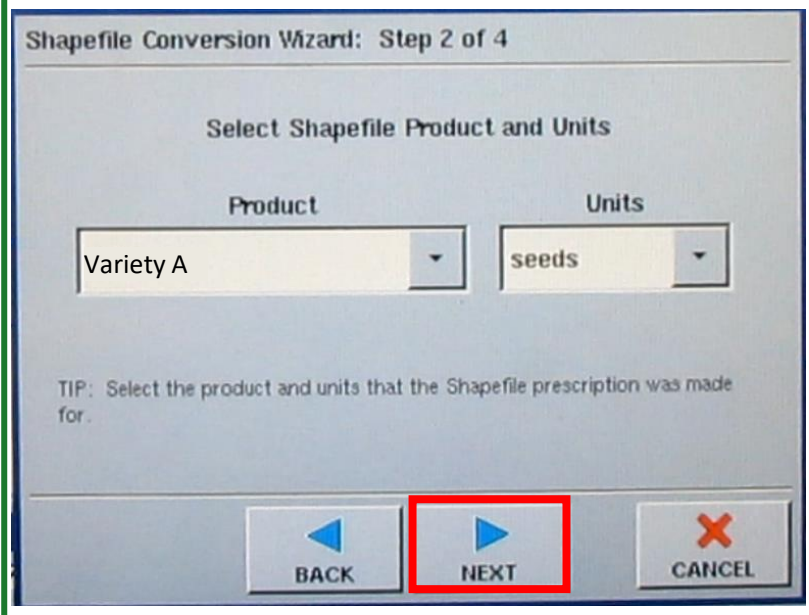 Shapefile Conversion Wizard: Step 2 of 4
Select Shapefile Product and Units
Product Units
Variety A seeds
TIP: Select the product and units that the Shapefile prescription was made
for.
BACK NEXT CANCEL